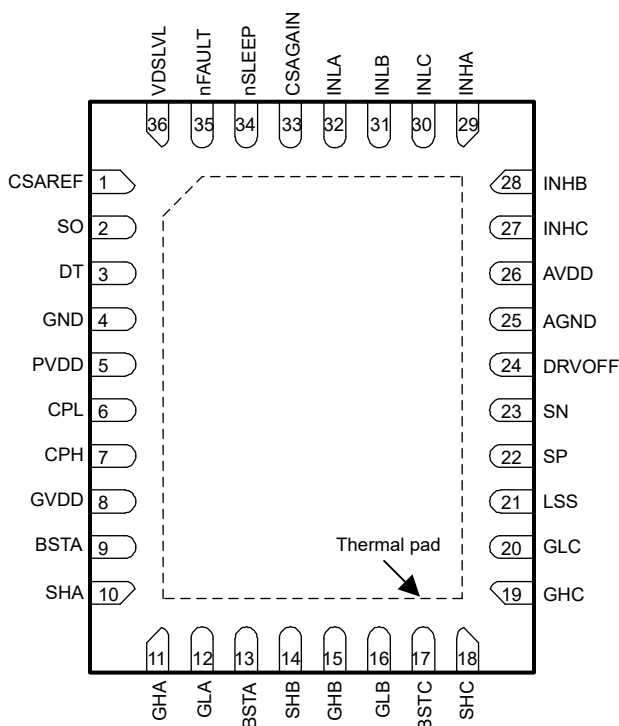 VDSLVL
nFAULT
nSLEEP
CSAGAIN
INLA
INLB
INLC
INHA
36
35
34
33
32
31
30
29
CSAREF 1
SO 2
DT 3
GND 4
PVDD 5
CPL 6
CPH 7
GVDD 8
BSTA 9
SHA 10
28 INHB
27 INHC
26 AVDD
25 AGND
24 DRVOFF
23 SN
22 SP
21 LSS
20 GLC
19 GHC
Thermal pad
11
12
13
14
15
16
17
18
GHA
GLA
BSTA
SHB
GHB
GLB
BSTC
SHC